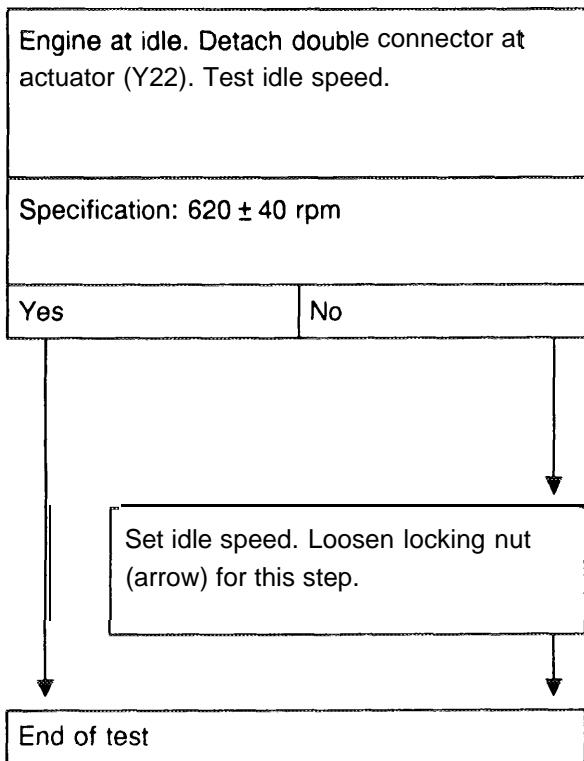 Engine at idle. Detach double connector at
actuator (Y22). Test idle speed.
Specification: 620 ± 40 rpm
Yes
No
Set idle speed. Loosen locking nut
(arrow) for this step.
End of test